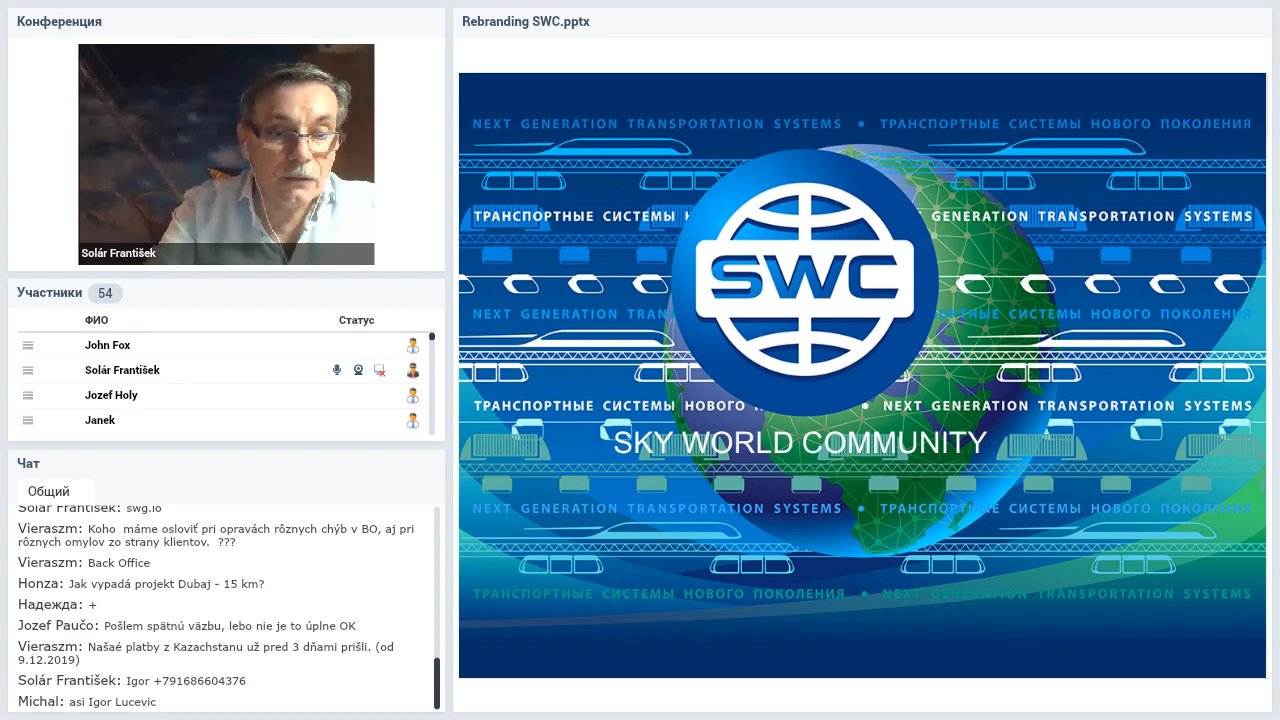 Конференция
Solár František
Участники 54
ФИО Статус
John Fox
Solár František
Jozef Holy
Janek
Чат
Общий
Solár František: swg.io
Vieraszm: Koho máme osloviť pri opravách rôznych chýb v BO, aj pri
rôznych omylov zo strany klientov. ???
Vieraszm: Back Office
Honza: Jak vypadá projekt Dubaj - 15 km?
Надежда: +
Jozef Paučo: Pošlem spätnú väzbu, lebo nie je to úplne OK
Vieraszm: Našaé platby z Kazachstanu už pred 3 dňami prišli. (od
9.12.2019)
Solár František: Igor +791686604376
Michal: asi Igor Lucevic
Rebranding SWC.pptx
NEXT GENERATION TRANSPORTATION SYSTEMS • ТРАНСПОРТНЫЕ СИСТЕМЫ НОВОГО ПОКОЛЕНИЯ
ТРАНСПОРТНЫЕ СИСТЕМЫ GENERATION TRANSPORTATION SYSTEMS
SWC
NEXT GENERATION TRANSPORTATION SYSTEMS • ТРАНСПОРТНЫЕ СИСТЕМЫ НОВОГО ПОКОЛЕНИЯ
ТРАНСПОРТНЫЕ СИСТЕМЫ НОВОГО • NEXT GENERATION TRANSPORTATION SYSTEMS
SKY WORLD COMMUNITY
NEXT GENERATION TRANSPORTATION SYSTEMS • ТРАНСПОРТНЫЕ СИСТЕМЫ НОВОГО ПОКОЛЕНИЯ
ТРАНСПОРТНЫЕ СИСТЕМЫ НОВОГО ПОКОЛЕНИЯ • NEXT GENERATION TRANSPORTATION SYSTEMS